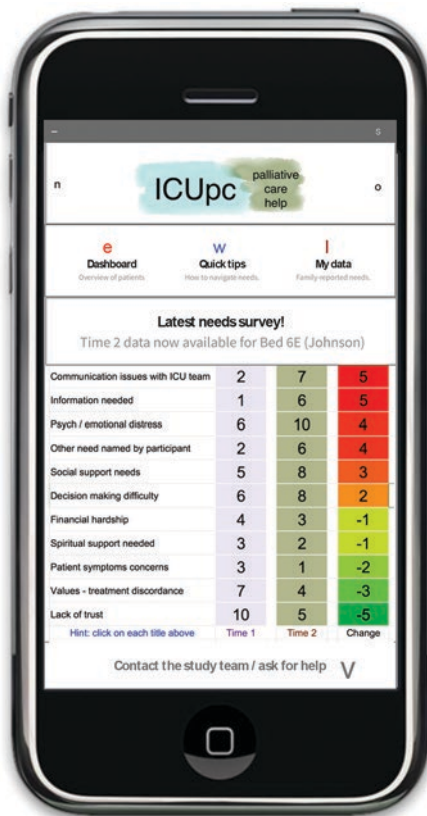 – s
n ICUpc palliative care help o
e w l
Dashboard Quick tips My data
Overview of patients How to navigate needs. Family-reported needs.
Latest needs survey!
Time 2 data now available for Bed 6E (Johnson)
Communication issues with ICU team 2 7 5
Information needed 1 6 5
Psych / emotional distress 6 10 4
Other need named by participant 2 6 4
Social support needs 5 8 3
Decision making difficulty 6 8 2
Financial hardship 4 3 -1
Spiritual support needed 3 2 -1
Patient symptoms concerns 3 1 -2
Values - treatment discordance 7 4 -3
Lack of trust 10 5 -5
Hint: click on each title above Time 1 Time 2 Change
Contact the study team / ask for help V